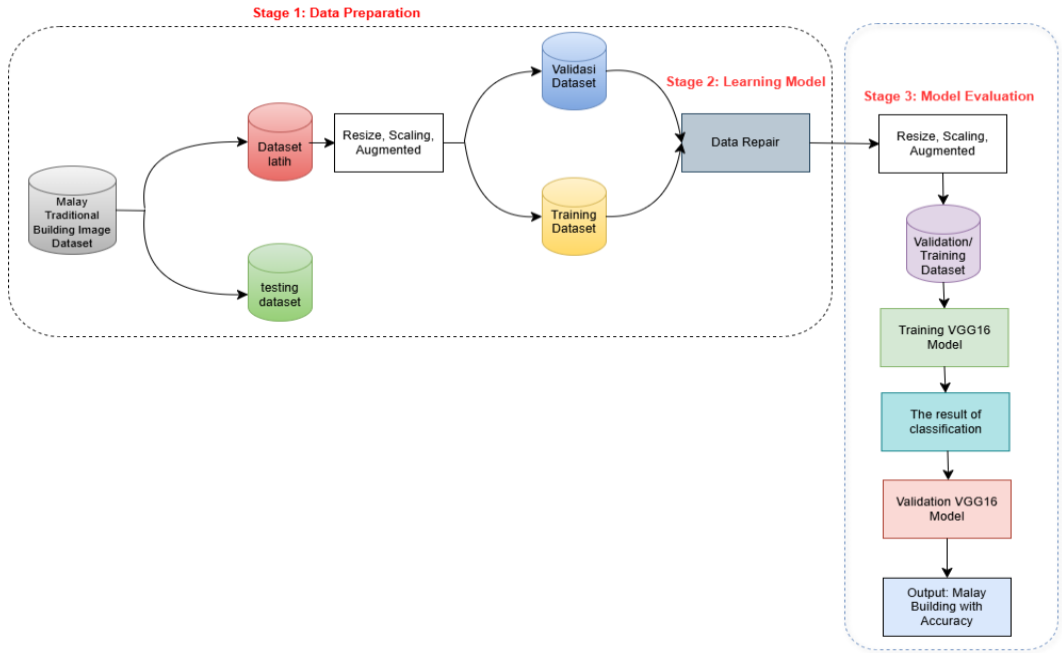 Stage 1: Data Preparation
Malay
Traditional
Building Image
Dataset
Dataset
latih
testing
dataset
Resize, Scaling,
Augmented
Validasi
Dataset
Training
Dataset
Stage 2: Learning Model
Data Repair
Stage 3: Model Evaluation
Resize, Scaling,
Augmented
Validation/
Training
Dataset
Training VGG16
Model
The result of
classification
Validation VGG16
Model
Output: Malay
Building with
Accuracy